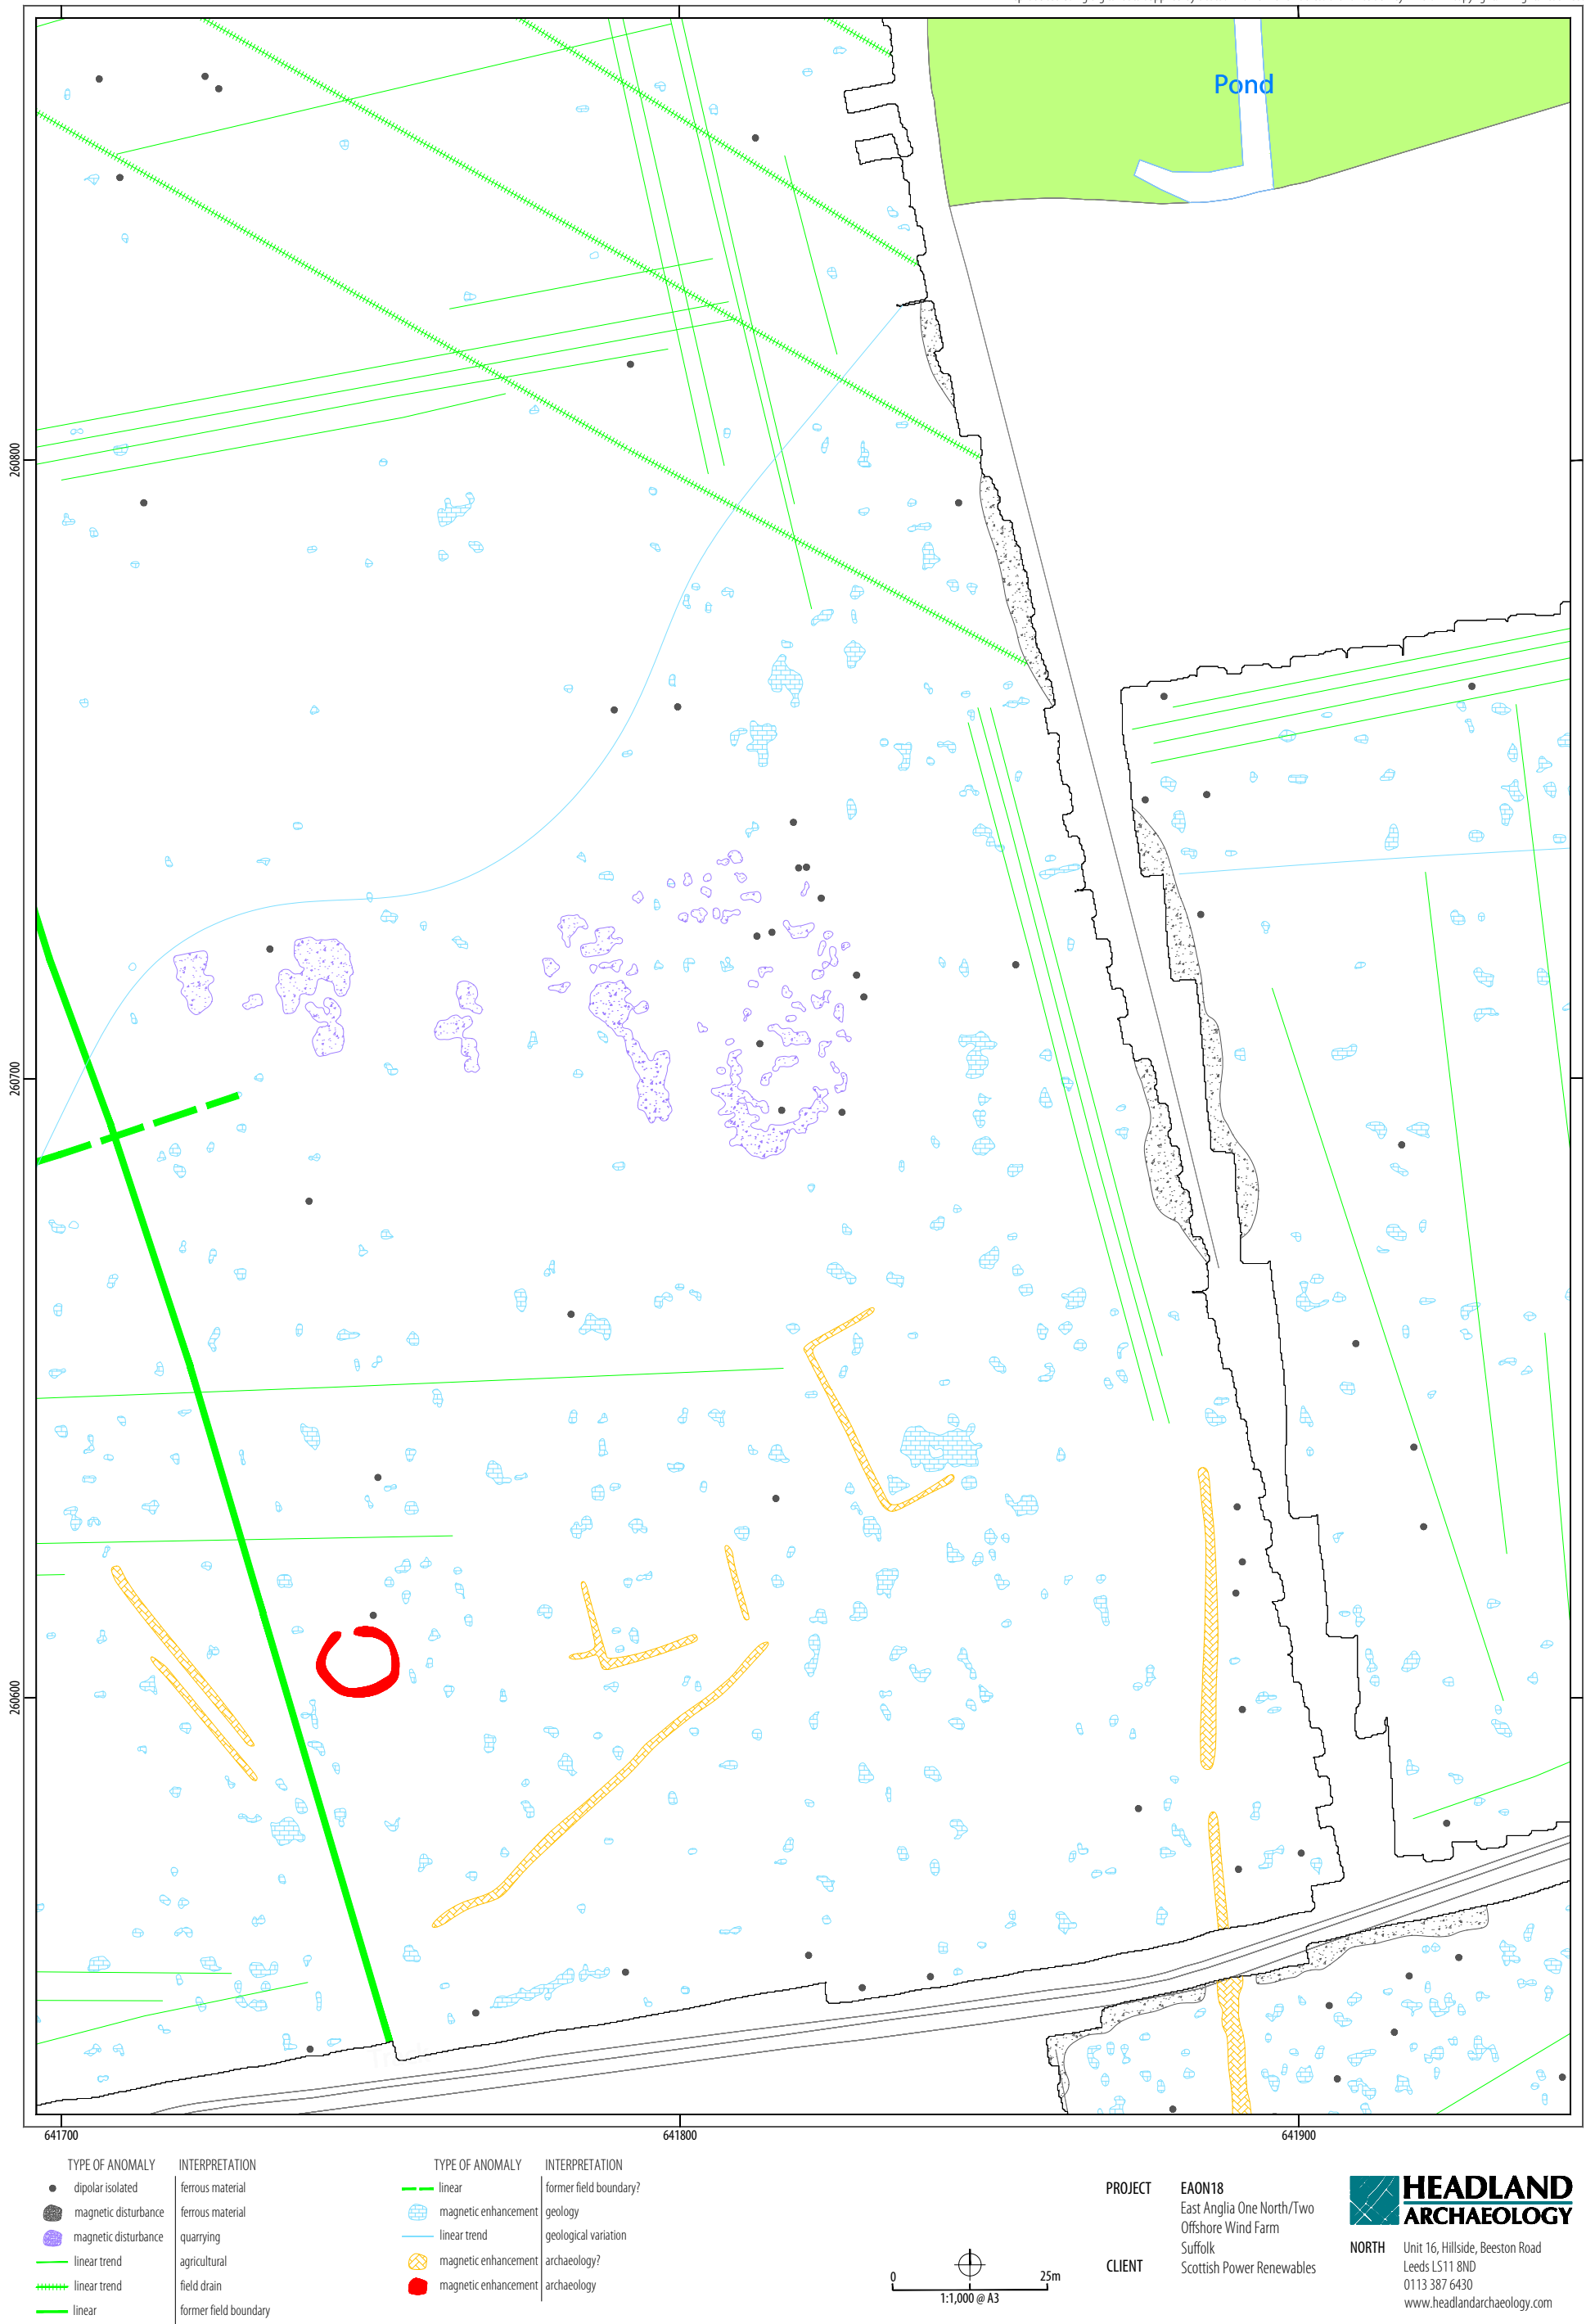 Pond
260800
260700
260600
641700
641800
641900
TYPE OF ANOMALY INTERPRETATION
dipolar isolated ferrous material
magnetic disturbance ferrous material
magnetic disturbance quarrying
linear trend agricultural
linear trend field drain
linear former field boundary
TYPE OF ANOMALY INTERPRETATION
linear former field boundary?
magnetic enhancement geology
linear trend geological variation
magnetic enhancement archaeology?
magnetic enhancement archaeology
0 25m
1:1,000 @ A3
PROJECT EAON18
East Anglia One North/Two
Offshore Wind Farm
Suffolk
CLIENT Scottish Power Renewables
HEADLAND
ARCHAEOLOGY
NORTH Unit 16, Hillside, Beeston Road
Leeds LS11 8ND
0113 387 6430
www.headlandarchaeology.com